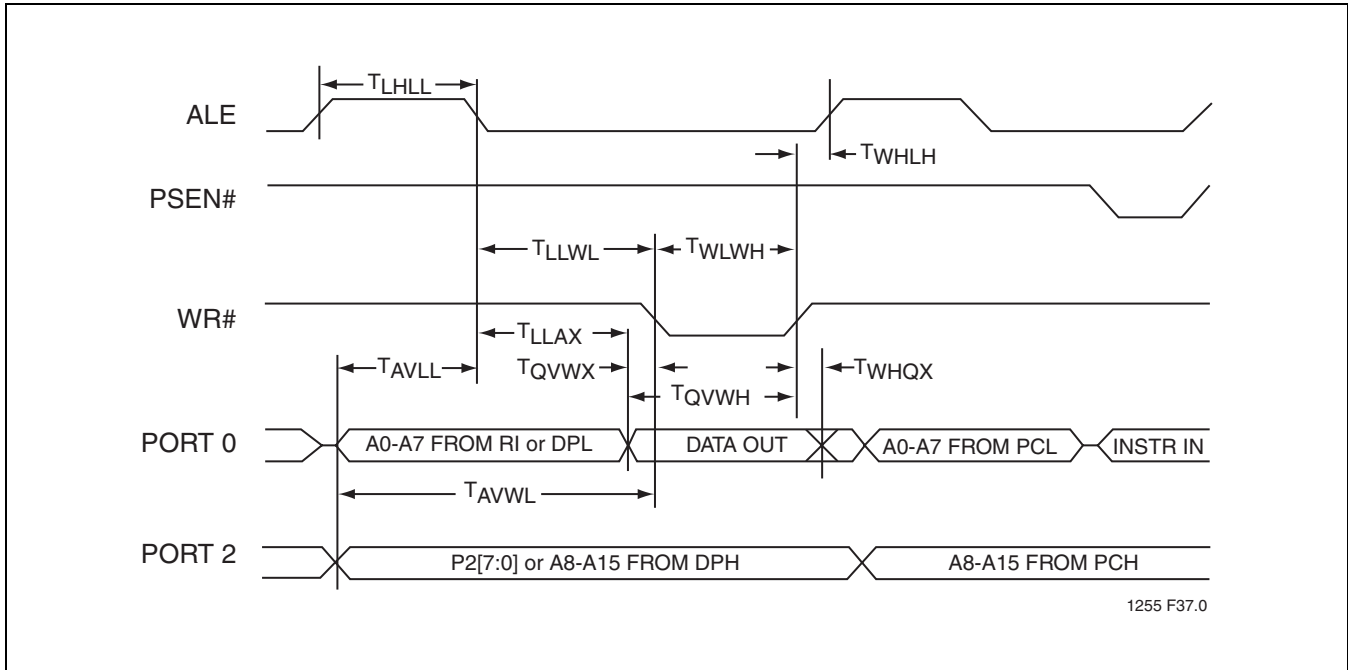 TLHLL
ALE
TWHLH
PSEN#
TLLWL
TWLWH
WR#
TLLAX
TAVLL
TQVWX
TWHQX
TQVWH
PORT 0
A0-A7 FROM RI or DPL
DATA OUT
A0-A7 FROM PCL
INSTR IN
TAVWL
PORT 2
P2[7:0] or A8-A15 FROM DPH
A8-A15 FROM PCH
1255 F37.0